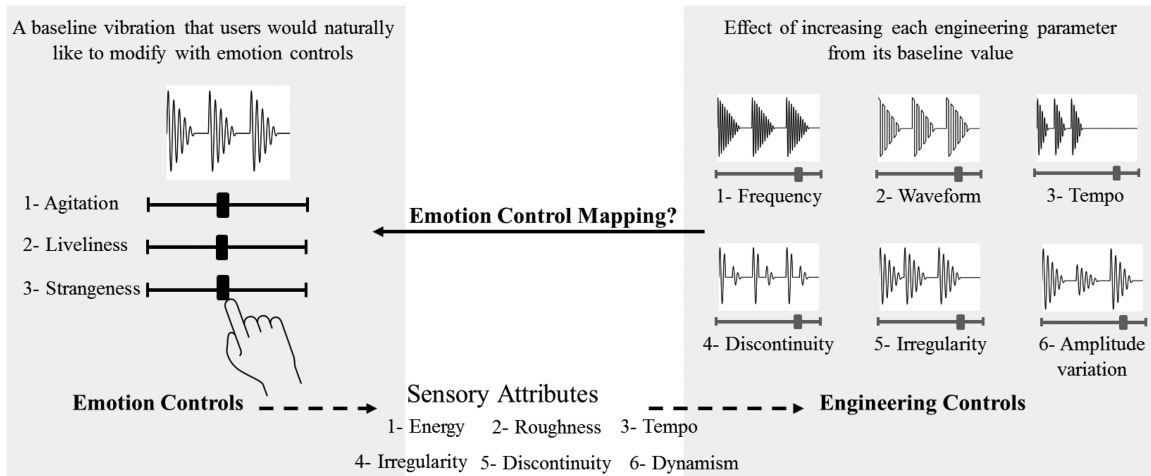 A baseline vibration that users would naturally
like to modify with emotion controls
1- Agitation
2- Liveliness
3- Strangeness
Emotion Controls
Emotion Control Mapping?
Sensory Attributes
1- Energy 2- Roughness 3- Tempo
4- Irregularity 5- Discontinuity 6- Dynamism
Effect of increasing each engineering parameter
from its baseline value
1- Frequency 2- Waveform 3- Tempo
4- Discontinuity 5- Irregularity 6- Amplitude
variation
Engineering Controls